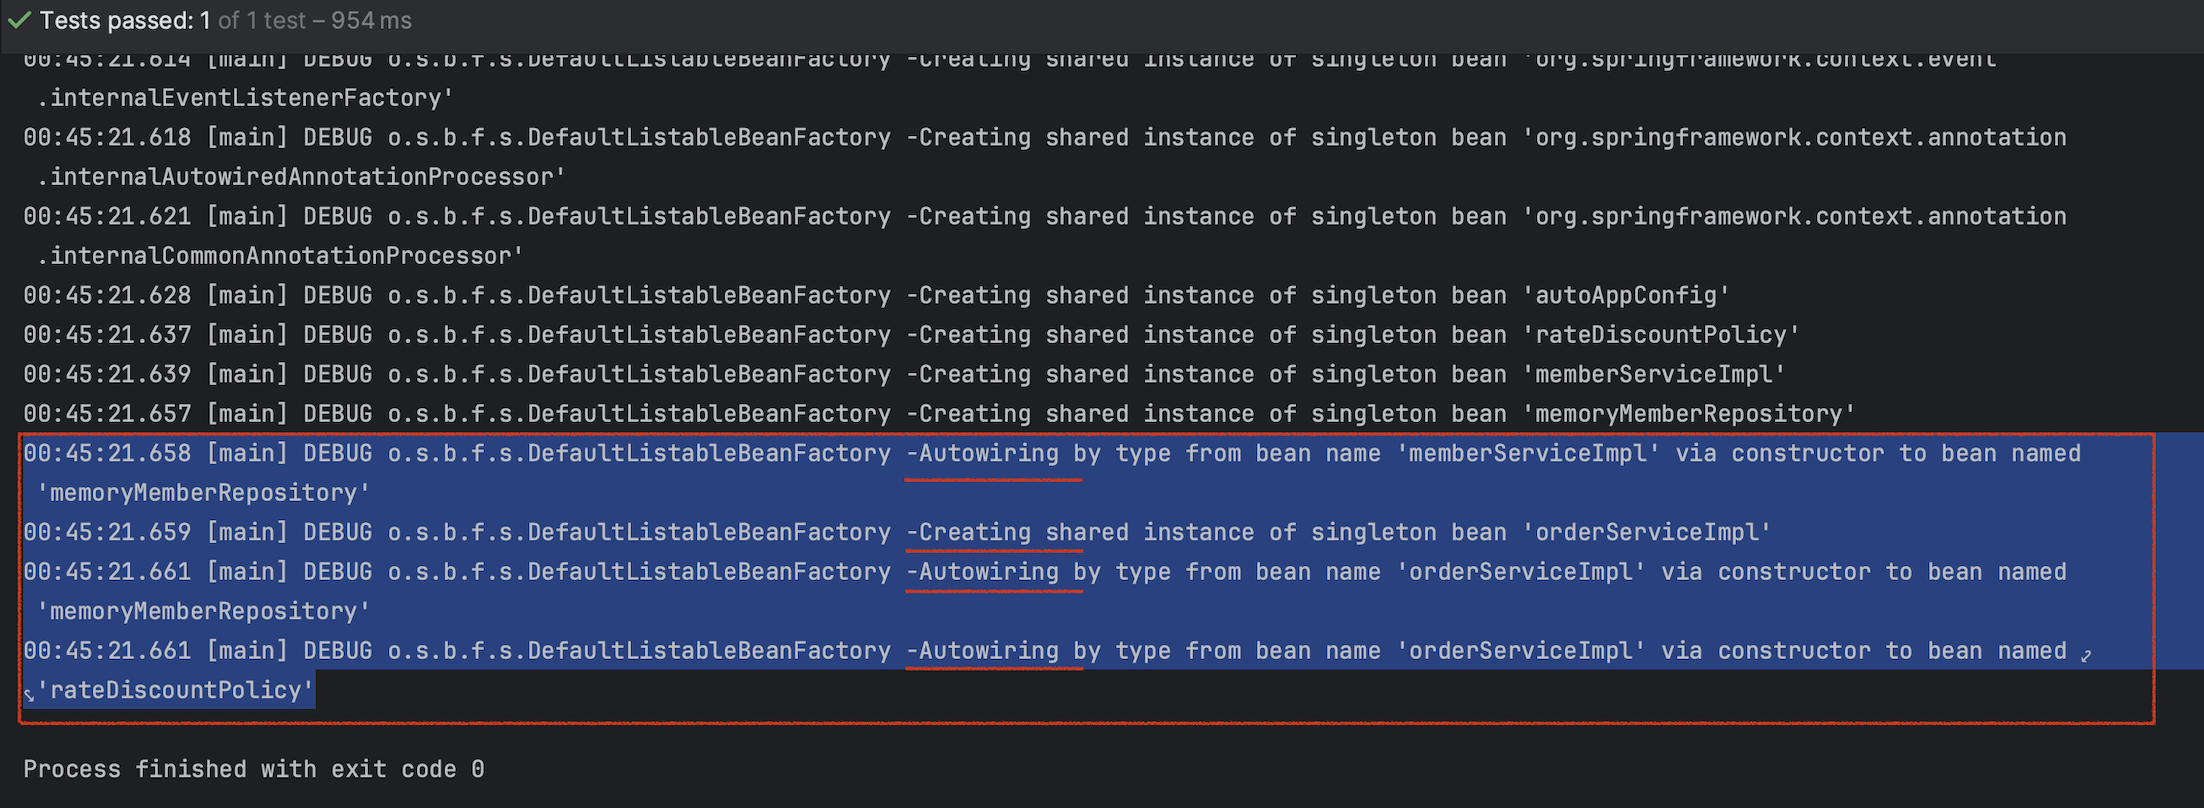 Tests passed: 1 of 1 test – 954 ms
00:45:21.614 [main] DEBUG o.s.b.f.s.DefaultListableBeanFactory -Creating shared instance of singleton bean 'org.springframework.context.event
.internalEventListenerFactory'
00:45:21.618 [main] DEBUG o.s.b.f.s.DefaultListableBeanFactory -Creating shared instance of singleton bean 'org.springframework.context.annotation
.internalAutowiredAnnotationProcessor'
00:45:21.621 [main] DEBUG o.s.b.f.s.DefaultListableBeanFactory -Creating shared instance of singleton bean 'org.springframework.context.annotation
.internalCommonAnnotationProcessor'
00:45:21.628 [main] DEBUG o.s.b.f.s.DefaultListableBeanFactory -Creating shared instance of singleton bean 'autoAppConfig'
00:45:21.637 [main] DEBUG o.s.b.f.s.DefaultListableBeanFactory -Creating shared instance of singleton bean 'rateDiscountPolicy'
00:45:21.639 [main] DEBUG o.s.b.f.s.DefaultListableBeanFactory -Creating shared instance of singleton bean 'memberServiceImpl'
00:45:21.657 [main] DEBUG o.s.b.f.s.DefaultListableBeanFactory -Creating shared instance of singleton bean 'memoryMemberRepository'
00:45:21.658 [main] DEBUG o.s.b.f.s.DefaultListableBeanFactory -Autowiring by type from bean name 'memberServiceImpl' via constructor to bean named
'memoryMemberRepository'
00:45:21.659 [main] DEBUG o.s.b.f.s.DefaultListableBeanFactory -Creating shared instance of singleton bean 'orderServiceImpl'
00:45:21.661 [main] DEBUG o.s.b.f.s.DefaultListableBeanFactory -Autowiring by type from bean name 'orderServiceImpl' via constructor to bean named
'memoryMemberRepository'
00:45:21.661 [main] DEBUG o.s.b.f.s.DefaultListableBeanFactory -Autowiring by type from bean name 'orderServiceImpl' via constructor to bean named
'rateDiscountPolicy'
Process finished with exit code 0